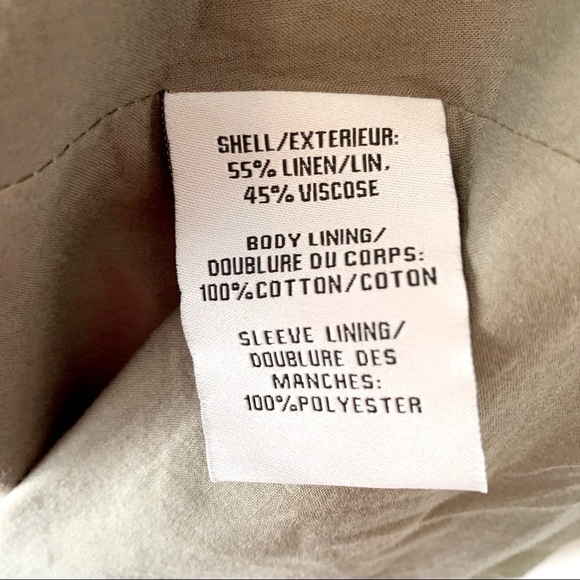 SHELL/EXTERIEUR:
55% LINEN/LIN,
45% VISCOSE
BODY LINING/
DOUBLURE DU CORPS:
100%COTTON/COTON
SLEEVE LINING/
DOUBLURE DES
MANCHES:
100%POLYESTER